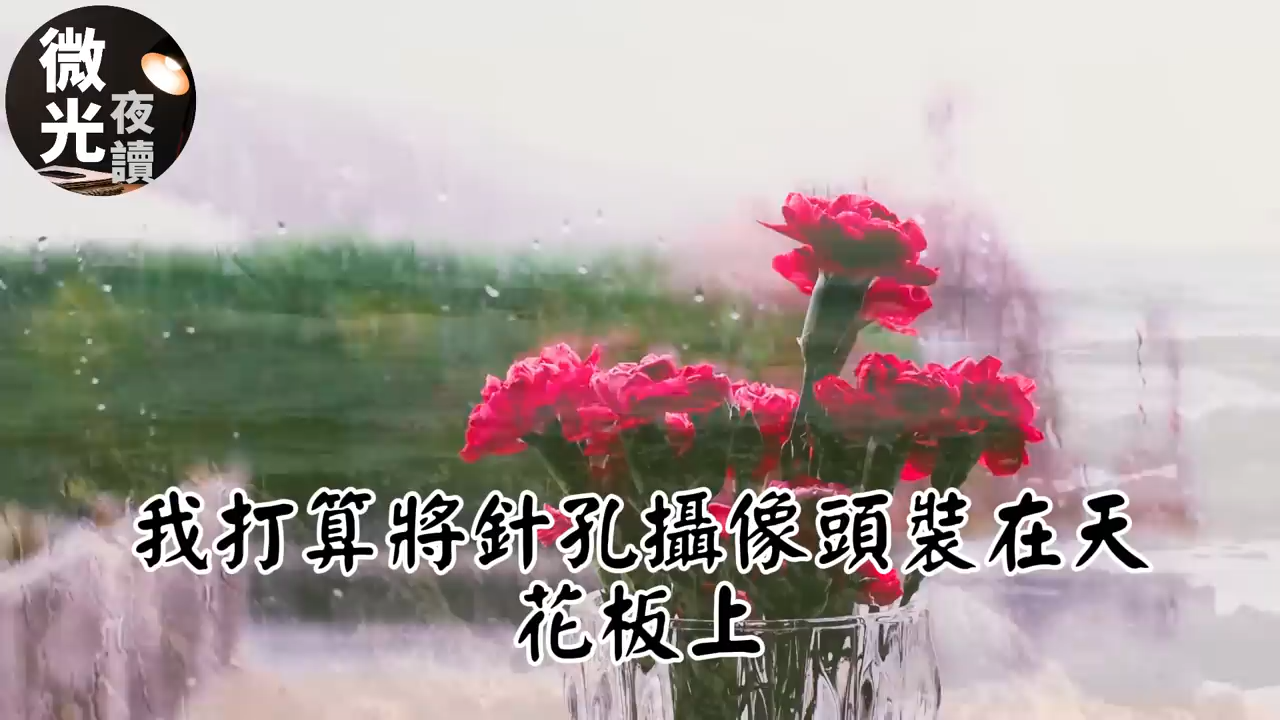 微光
夜讀
我打算將針孔攝像頭裝在天
花板上